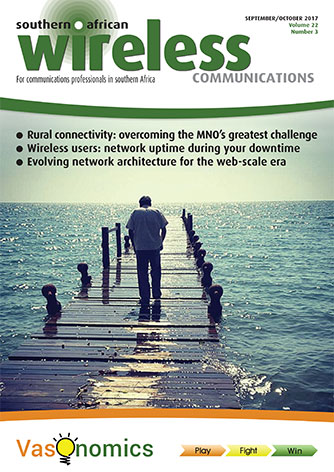 southern african
SEPTEMBER/OCTOBER 2017
Volume 22
Number 3
wireless
For communications professionals in southern Africa
COMMUNICATIONS
● Rural connectivity: overcoming the MNO's greatest challenge
● Wireless users: network uptime during your downtime
● Evolving network architecture for the web-scale era
VasOnomics
Play
Fight
Win